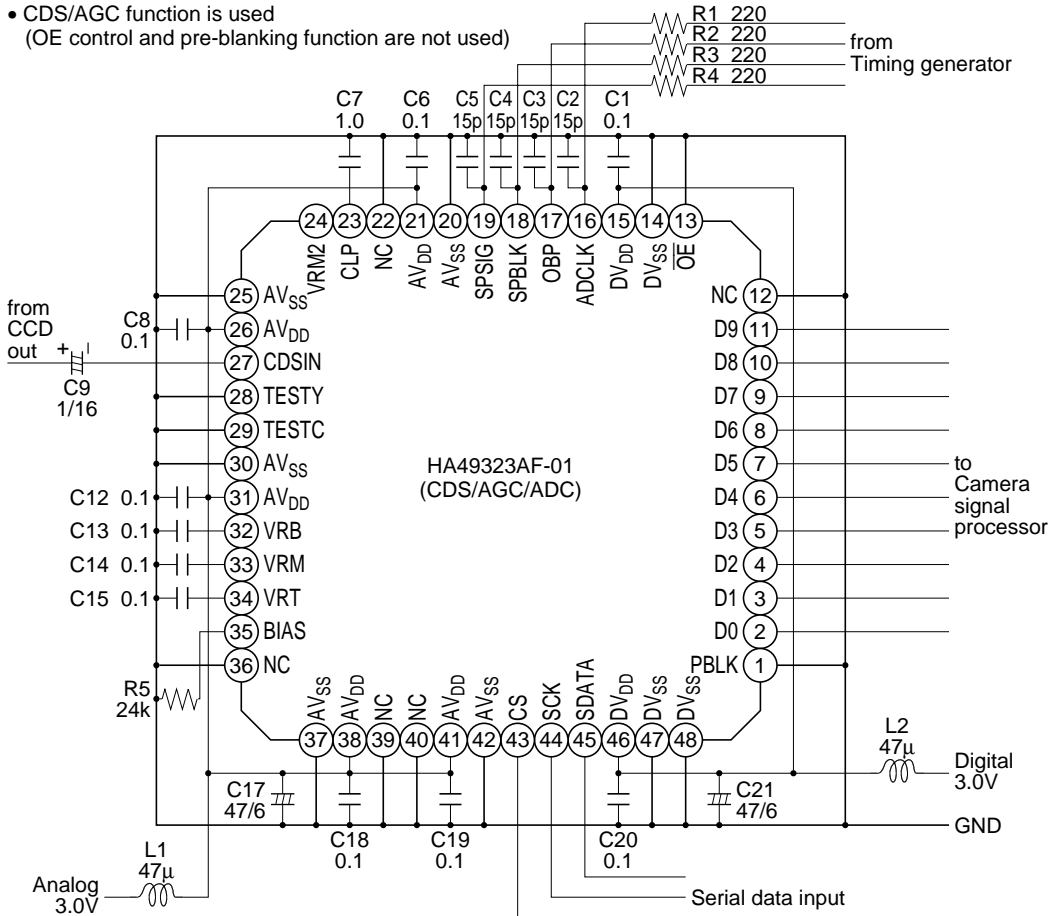 • CDS/AGC function is used
(OE control and pre-blanking function are not used)
R1 220
R2 220
R3 220
R4 220
from
Timing generator
C7
1.0
C6
0.1
C5
15p
C4
15p
C3
15p
C2
15p
C1
0.1
24
23
22
21
20
19
18
17
16
15
14
13
VRM2
CLP
NC
AVDD
AVSS
SPSIG
SPBLK
OBP
ADCLK
DVDD
DVSS
OE
from
CCD
out
+
–
C9
1/16
C8
0.1
25 AVSS
26 AVDD
27 CDSIN
28 TESTY
29 TESTC
30 AVSS
C12 0.1
31 AVDD
C13 0.1
32 VRB
C14 0.1
33 VRM
C15 0.1
34 VRT
35 BIAS
36 NC
R5
24k
HA49323AF-01
(CDS/AGC/ADC)
NC 12
D9 11
D8 10
D7 9
D6 8
D5 7
D4 6
D3 5
D2 4
D1 3
D0 2
PBLK 1
to
Camera
signal
processor
AVSS
AVDD
NC
NC
AVDD
AVSS
CS
SCK
SDATA
DVDD
DVSS
DVSS
37
38
39
40
41
42
43
44
45
46
47
48
C17
47/6
C18
0.1
C19
0.1
C20
0.1
C21
47/6
L2
47μ
Digital
3.0V
GND
L1
47μ
Analog
3.0V
Serial data input